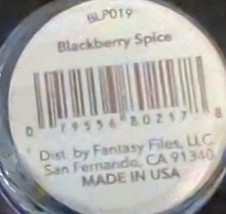 BLP019
Blackberry Spice
0 79556 80217 8
Dist. by Fantasy Files, LLC.
San Fernando, CA 91340
MADE IN USA